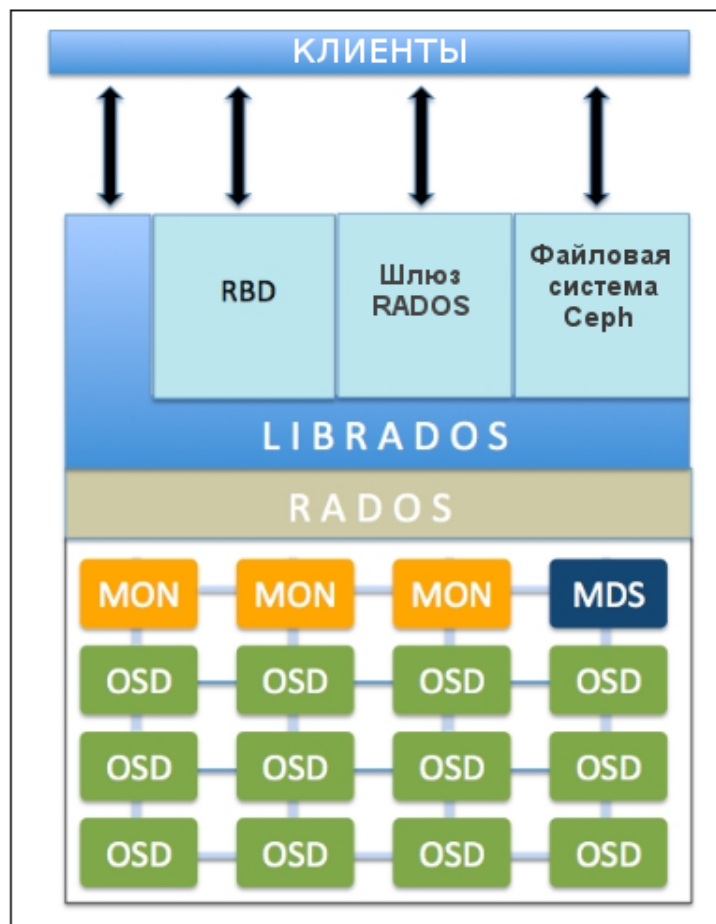 КЛИЕНТЫ
RBD
Шлюз
RADOS
Файловая
система
Ceph
LIBRADOS
RADOS
MON MON MON MDS
OSD OSD OSD OSD
OSD OSD OSD OSD
OSD OSD OSD OSD